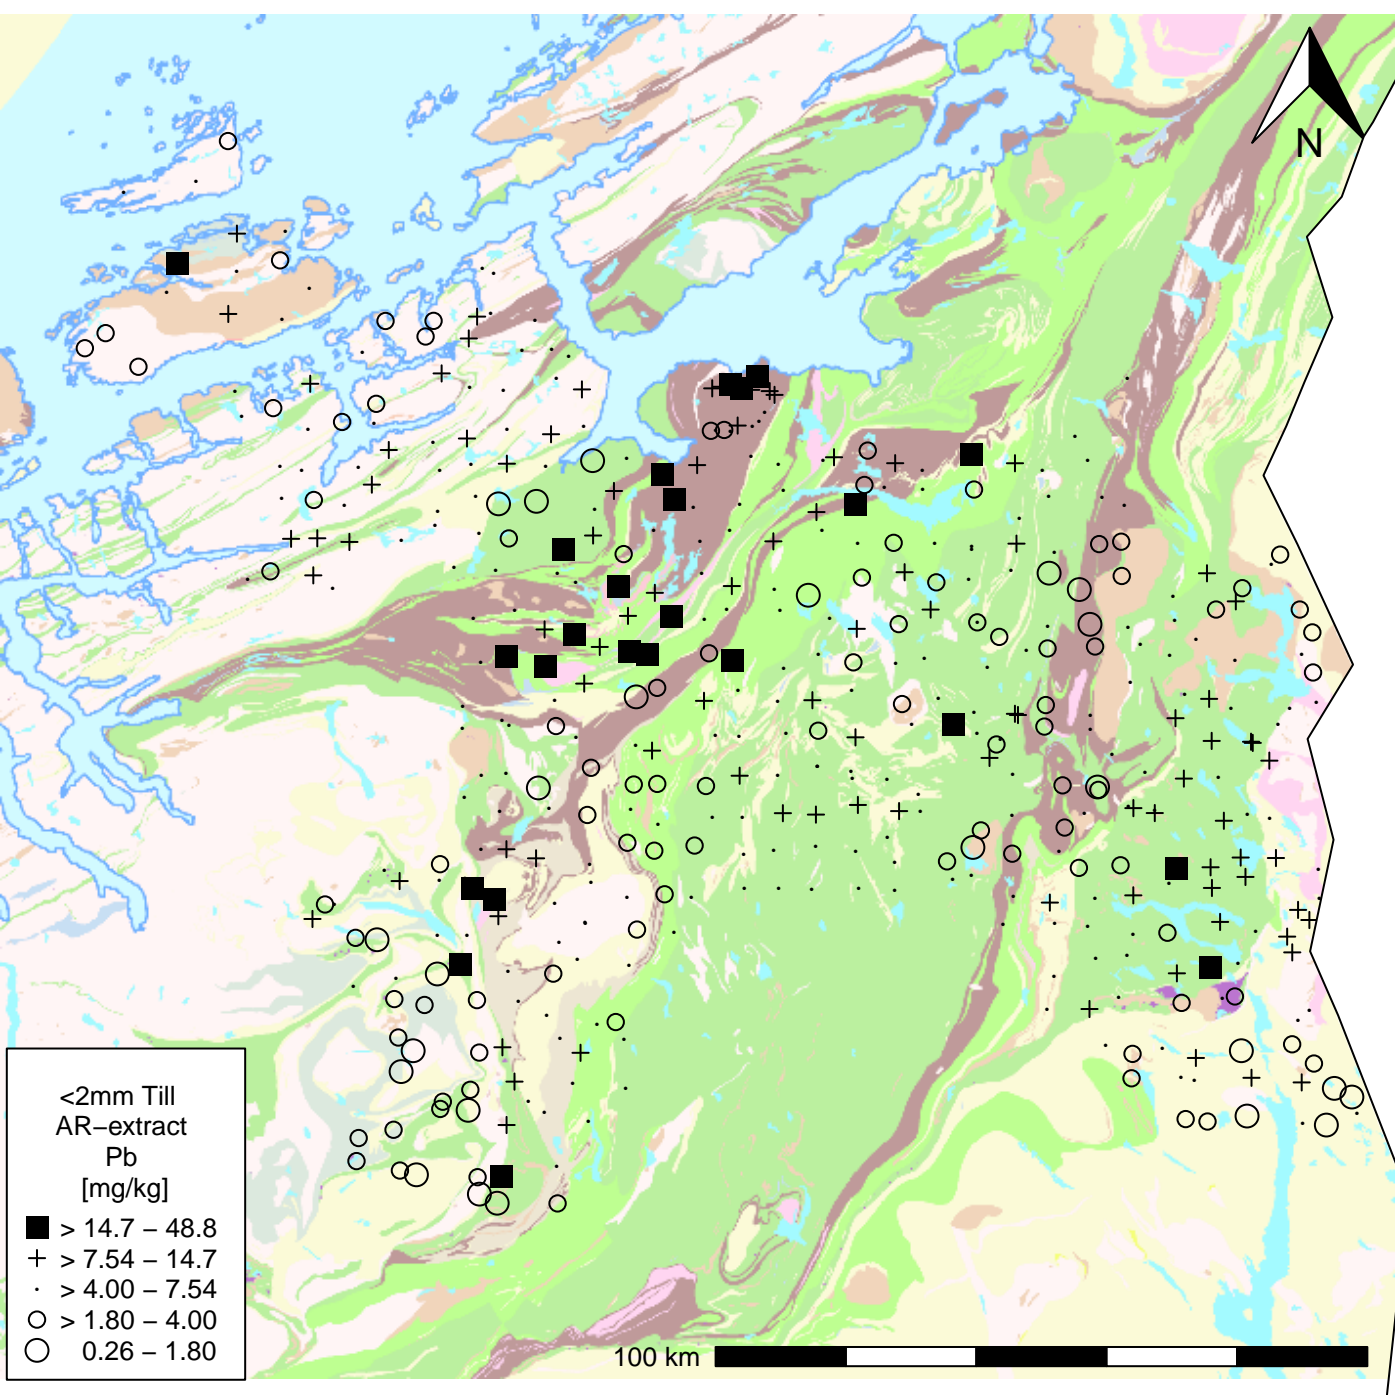 N
<2mm Till
AR−extract
Pb
[mg/kg]
> 14.7 − 48.8
> 7.54 − 14.7
> 4.00 − 7.54
> 1.80 − 4.00
0.26 − 1.80
100 km